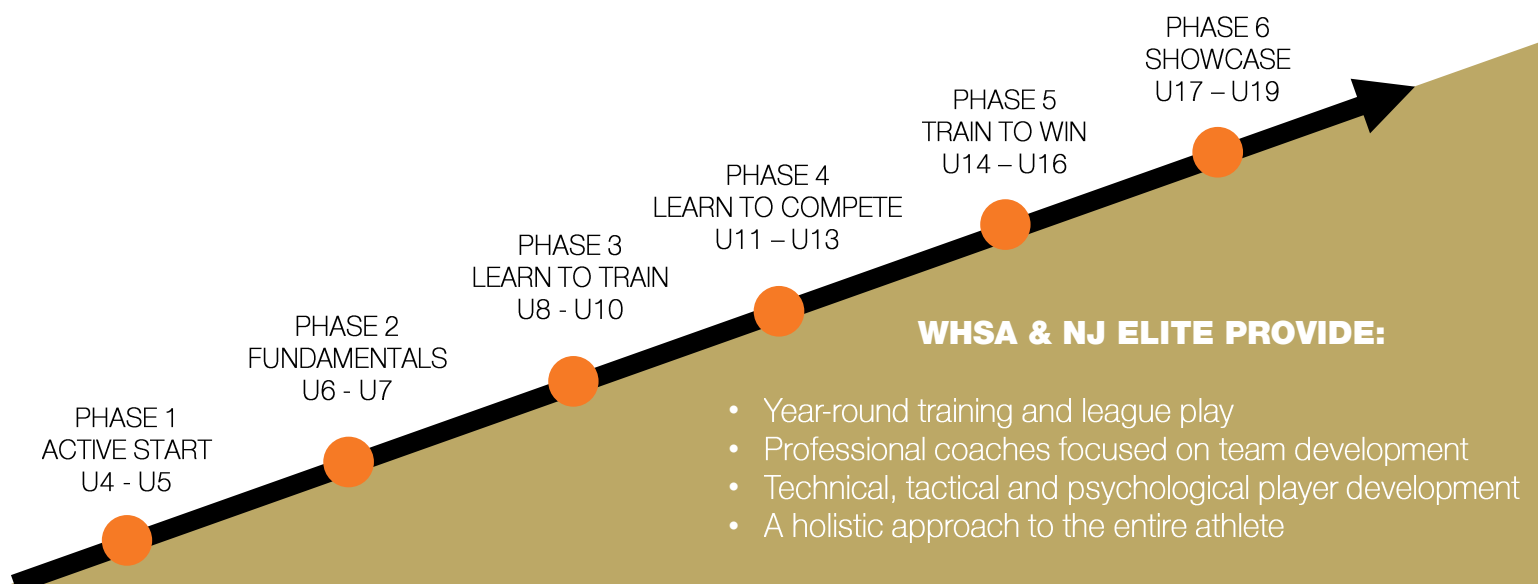 PHASE 1
ACTIVE START
U4 - U5
PHASE 2
FUNDAMENTALS
U6 - U7
PHASE 3
LEARN TO TRAIN
U8 - U10
PHASE 4
LEARN TO COMPETE
U11 – U13
PHASE 5
TRAIN TO WIN
U14 – U16
PHASE 6
SHOWCASE
U17 – U19
WHSA & NJ ELITE PROVIDE:
• Year-round training and league play
• Professional coaches focused on team development
• Technical, tactical and psychological player development
• A holistic approach to the entire athlete